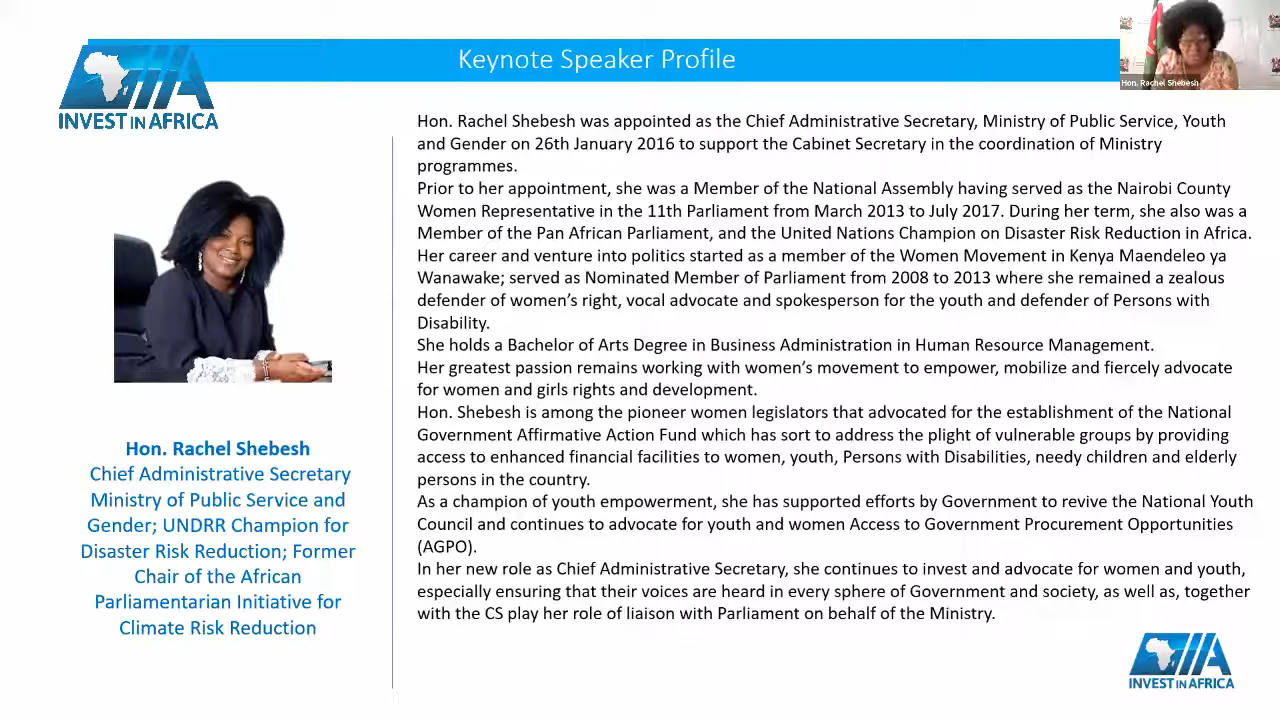 Keynote Speaker Profile
Hon. Rachel Shebesh
INVEST IN AFRICA
Hon. Rachel Shebesh was appointed as the Chief Administrative Secretary, Ministry of Public Service, Youth
and Gender on 26th January 2016 to support the Cabinet Secretary in the coordination of Ministry
programmes.
Prior to her appointment, she was a Member of the National Assembly having served as the Nairobi County
Women Representative in the 11th Parliament from March 2013 to July 2017. During her term, she also was a
Member of the Pan African Parliament, and the United Nations Champion on Disaster Risk Reduction in Africa.
Her career and venture into politics started as a member of the Women Movement in Kenya Maendeleo ya
Wanawake; served as Nominated Member of Parliament from 2008 to 2013 where she remained a zealous
defender of women's right, vocal advocate and spokesperson for the youth and defender of Persons with
Disability.
She holds a Bachelor of Arts Degree in Business Administration in Human Resource Management.
Her greatest passion remains working with women's movement to empower, mobilize and fiercely advocate
for women and girls rights and development.
Hon. Shebesh is among the pioneer women legislators that advocated for the establishment of the National
Government Affirmative Action Fund which has sort to address the plight of vulnerable groups by providing
access to enhanced financial facilities to women, youth, Persons with Disabilities, needy children and elderly
persons in the country.
As a champion of youth empowerment, she has supported efforts by Government to revive the National Youth
Council and continues to advocate for youth and women Access to Government Procurement Opportunities
(AGPO).
In her new role as Chief Administrative Secretary, she continues to invest and advocate for women and youth,
especially ensuring that their voices are heard in every sphere of Government and society, as well as, together
with the CS play her role of liaison with Parliament on behalf of the Ministry.
Hon. Rachel Shebesh
Chief Administrative Secretary
Ministry of Public Service and
Gender; UNDRR Champion for
Disaster Risk Reduction; Former
Chair of the African
Parliamentarian Initiative for
Climate Risk Reduction
INVEST IN AFRICA